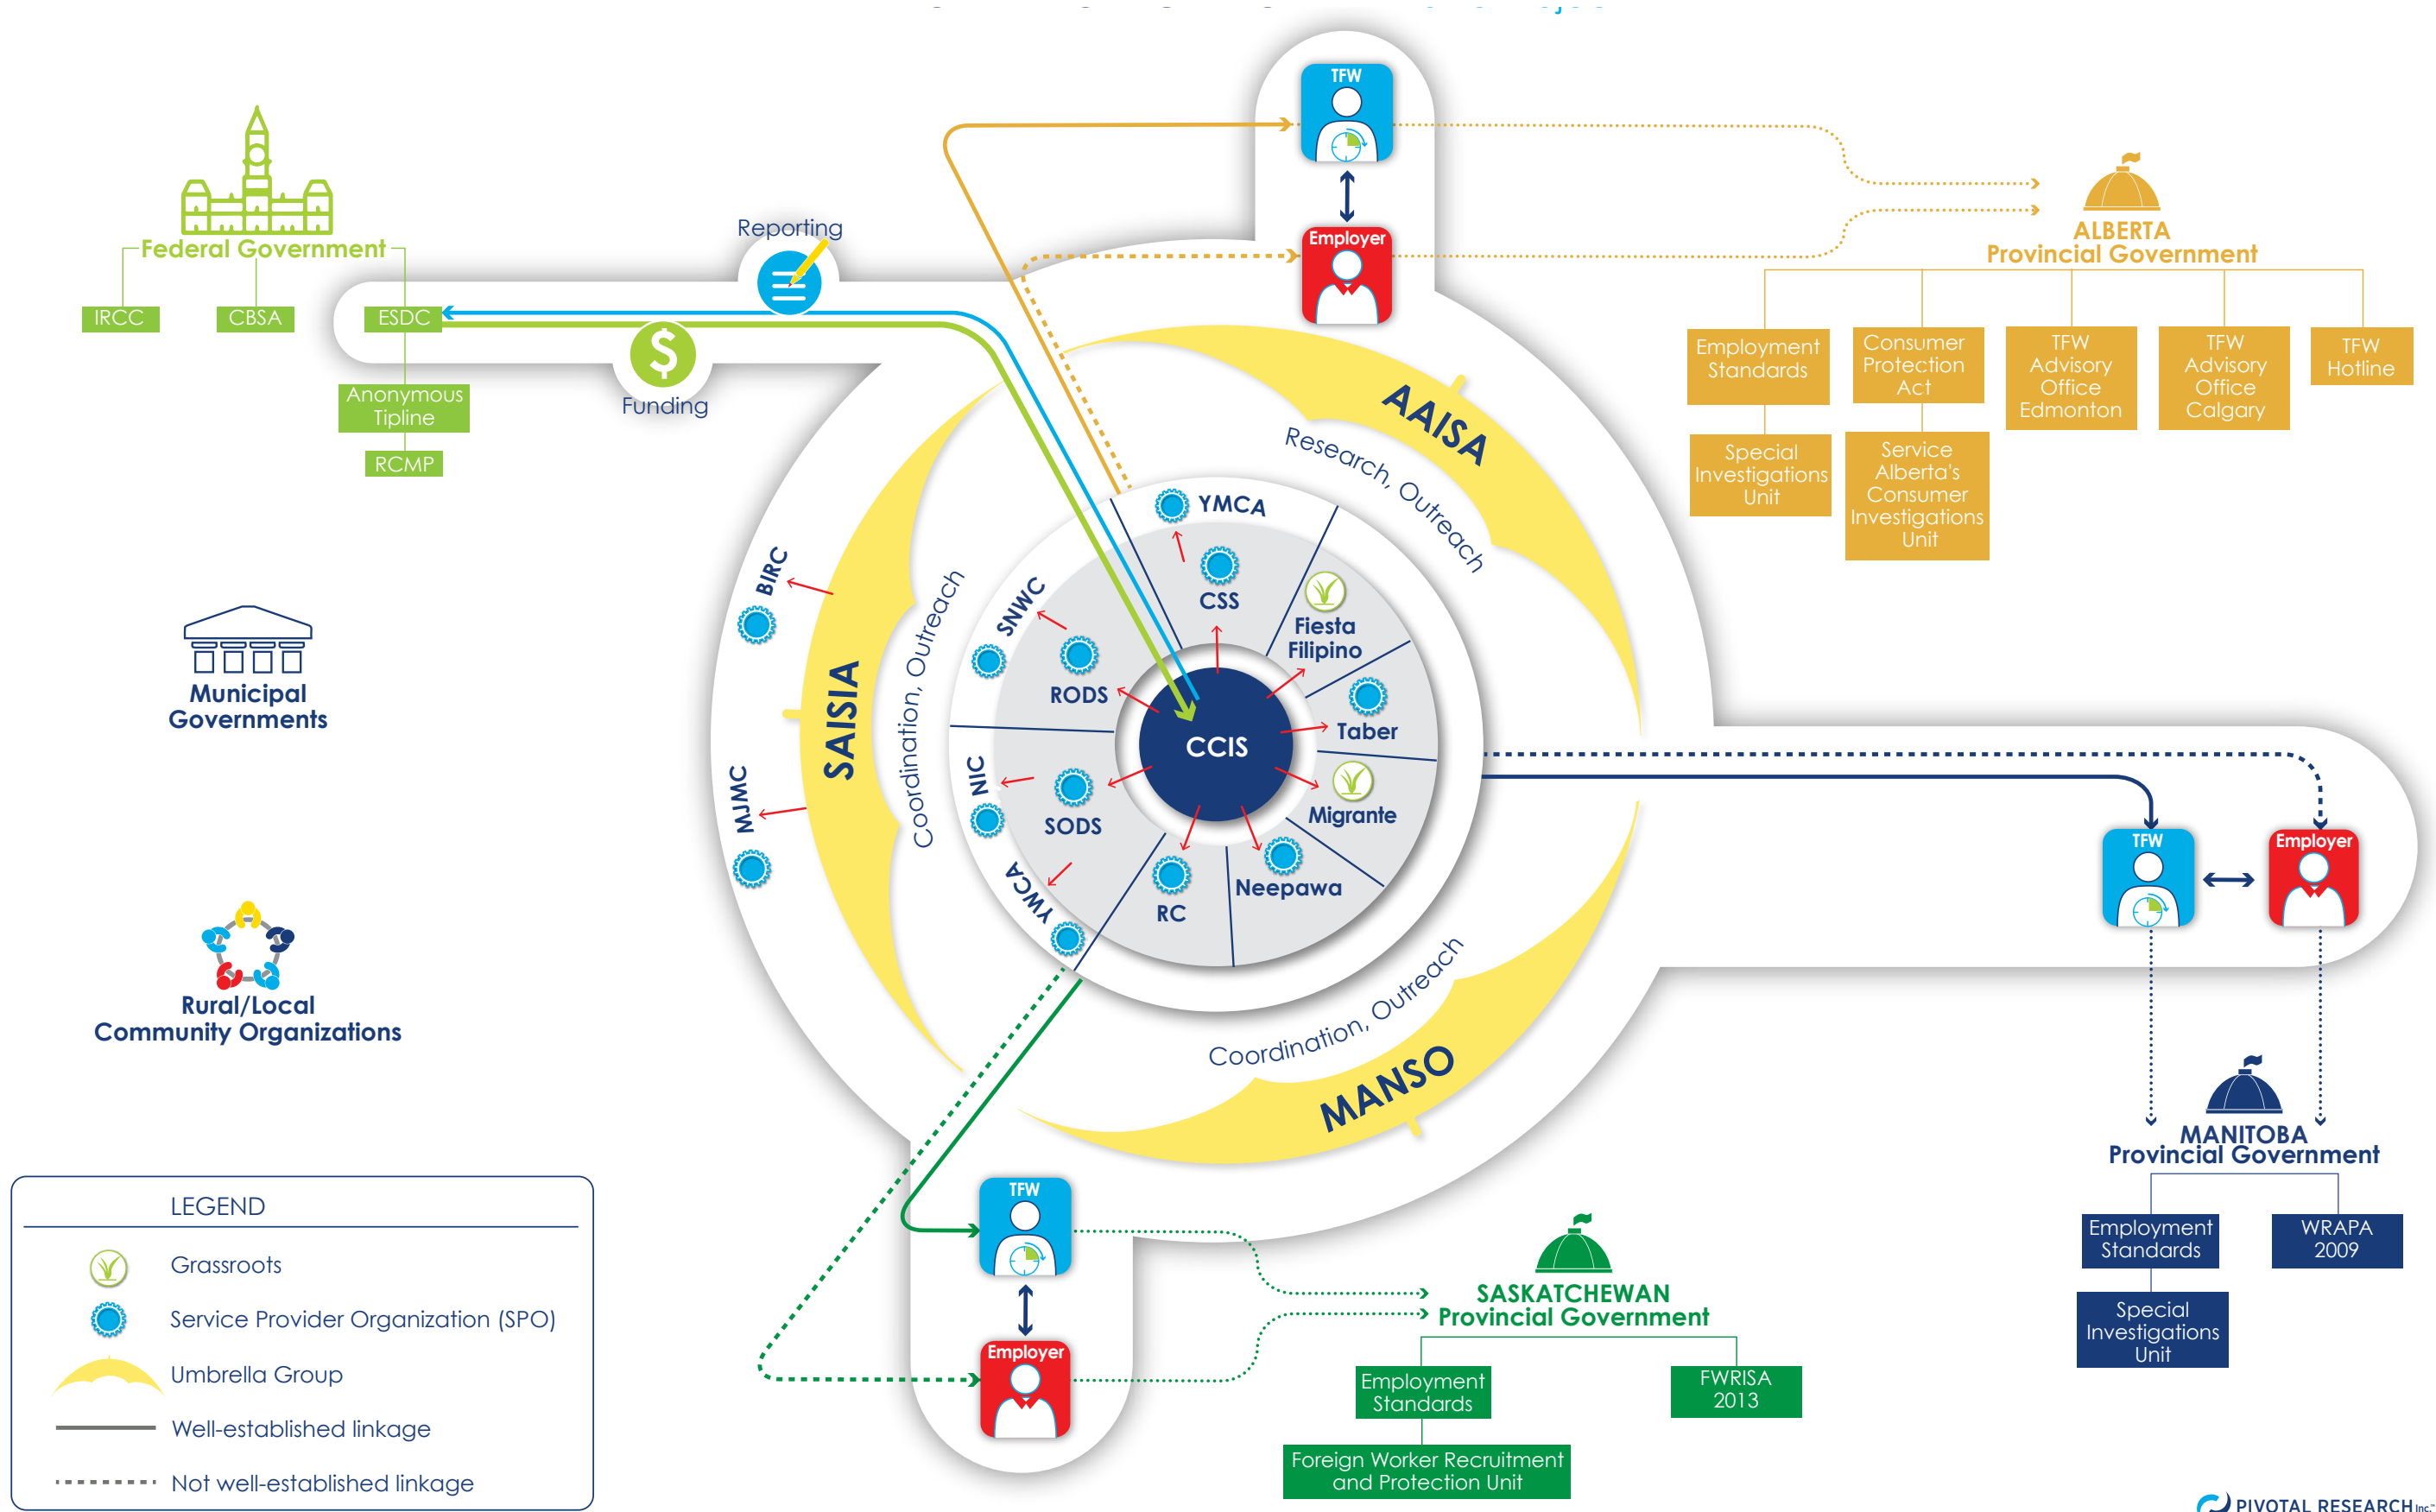 TFW
Employer
Reporting
Funding
Federal Government
IRCC
CBSA
ESDC
Anonymous
Tipline
RCMP
ALBERTA
Provincial Government
Employment
Standards
Consumer
Protection
Act
TFW
Advisory
Office
Edmonton
TFW
Advisory
Office
Calgary
TFW
Hotline
Special
Investigations
Unit
Service
Alberta's
Consumer
Investigations
Unit
Municipal
Governments
Rural/Local
Community Organizations
AAISA
Research, Outreach
SAISIA
Coordination, Outreach
MANSO
Coordination, Outreach
BIRC
MJMC
YMCA
CSS
Fiesta
Filipino
Taber
Migrante
Neepawa
RC
SODS
RODS
SNWC
NIC
YWCA
CCIS
TFW
Employer
MANITOBA
Provincial Government
Employment
Standards
WRAPA
2009
Special
Investigations
Unit
TFW
Employer
SASKATCHEWAN
Provincial Government
Employment
Standards
FWRISA
2013
Foreign Worker Recruitment
and Protection Unit
LEGEND
Grassroots
Service Provider Organization (SPO)
Umbrella Group
Well-established linkage
Not well-established linkage
PIVOTAL RESEARCH Inc.